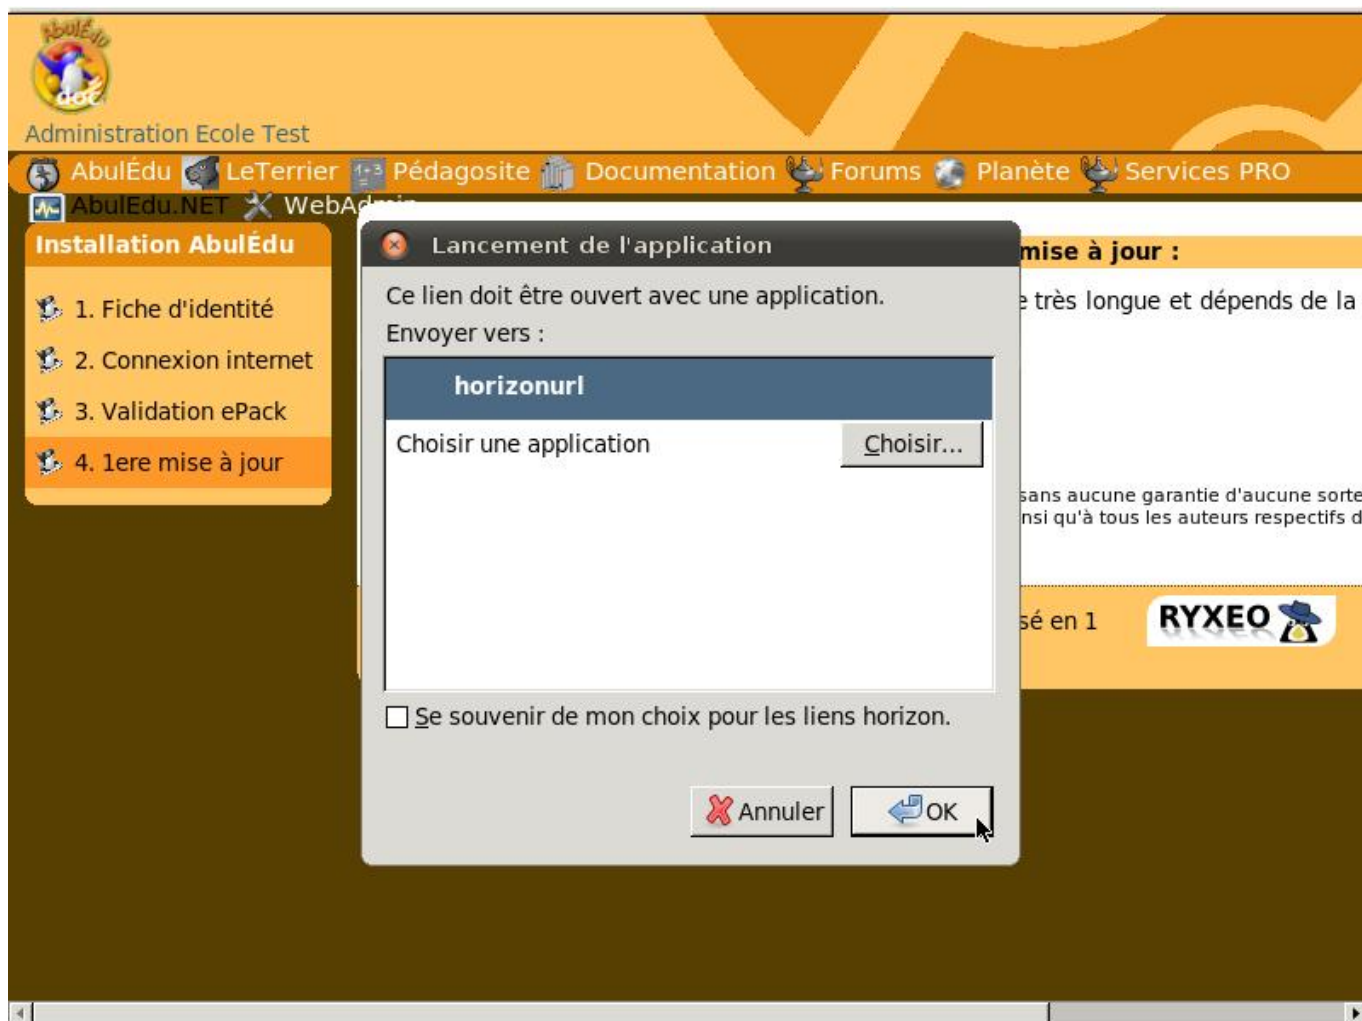 AbulÉdu
doc
Administration Ecole Test
AbulÉdu LeTerrier Pédagosite Documentation Forums Planète Services PRO
AbulEdu.NET WebAdmin
Installation AbulÉdu
1. Fiche d'identité
2. Connexion internet
3. Validation ePack
4. 1ere mise à jour
Lancement de l'application
Ce lien doit être ouvert avec une application.
Envoyer vers :
horizonurl
Choisir une application
Choisir...
Se souvenir de mon choix pour les liens horizon.
Annuler
OK
mise à jour :
très longue et dépends de la
sans aucune garantie d'aucune sorte
nsi qu'à tous les auteurs respectifs d
sé en 1
RYXEO